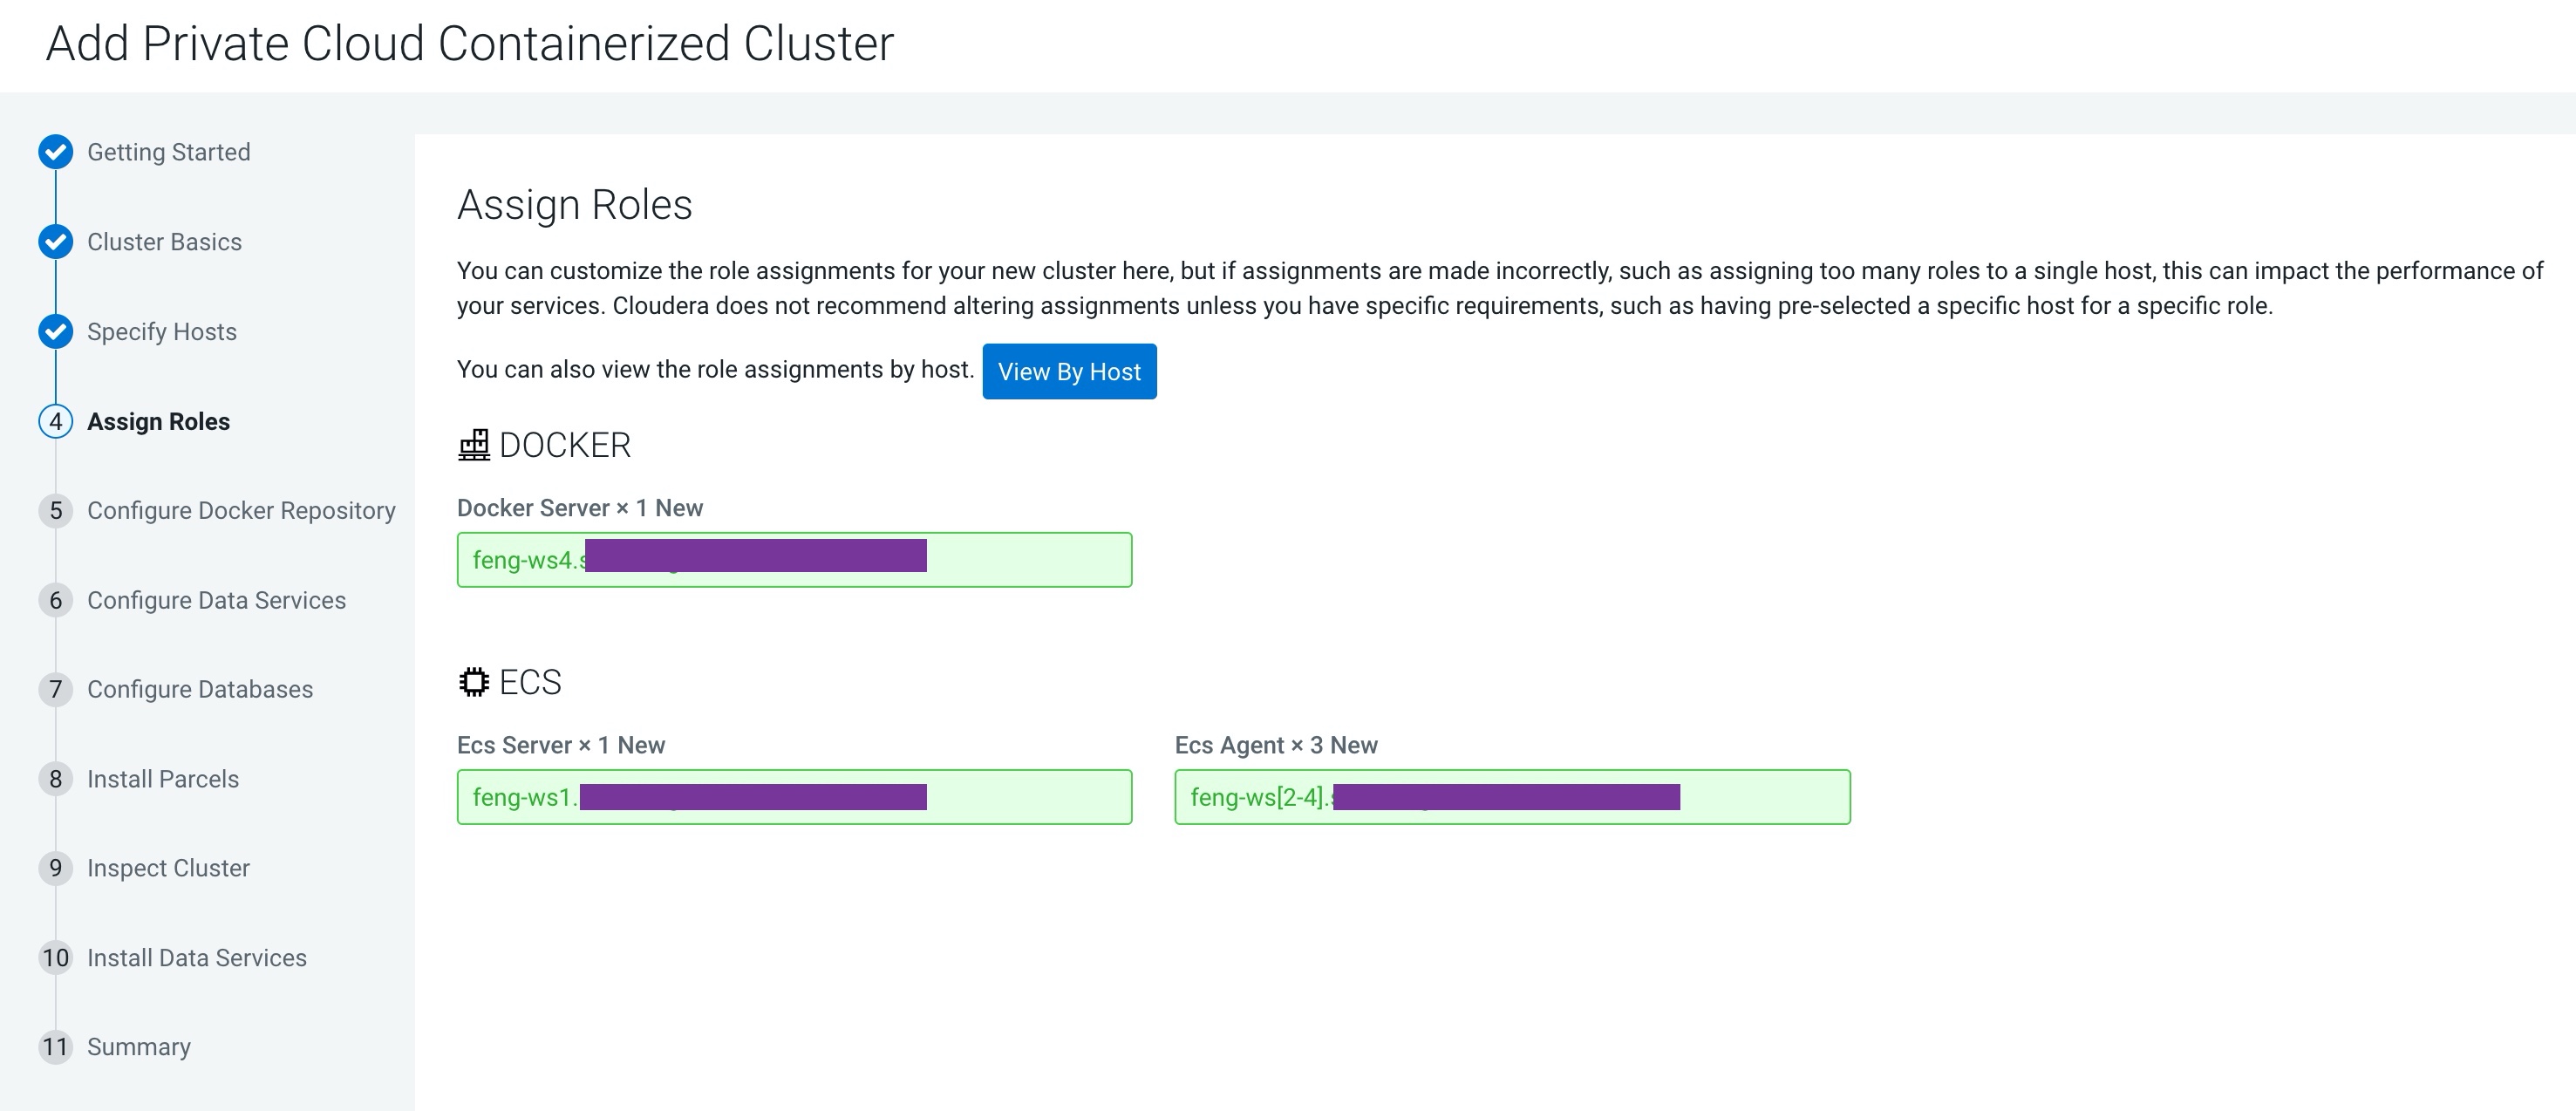 Add Private Cloud Containerized Cluster
Getting Started
Cluster Basics
Specify Hosts
4 Assign Roles
5 Configure Docker Repository
6 Configure Data Services
7 Configure Databases
8 Install Parcels
9 Inspect Cluster
10 Install Data Services
11 Summary
Assign Roles
You can customize the role assignments for your new cluster here, but if assignments are made incorrectly, such as assigning too many roles to a single host, this can impact the performance of
your services. Cloudera does not recommend altering assignments unless you have specific requirements, such as having pre-selected a specific host for a specific role.
You can also view the role assignments by host. View By Host
DOCKER
Docker Server × 1 New
feng-ws4.
ECS
Ecs Server × 1 New
feng-ws1.
Ecs Agent × 3 New
feng-ws[2-4].